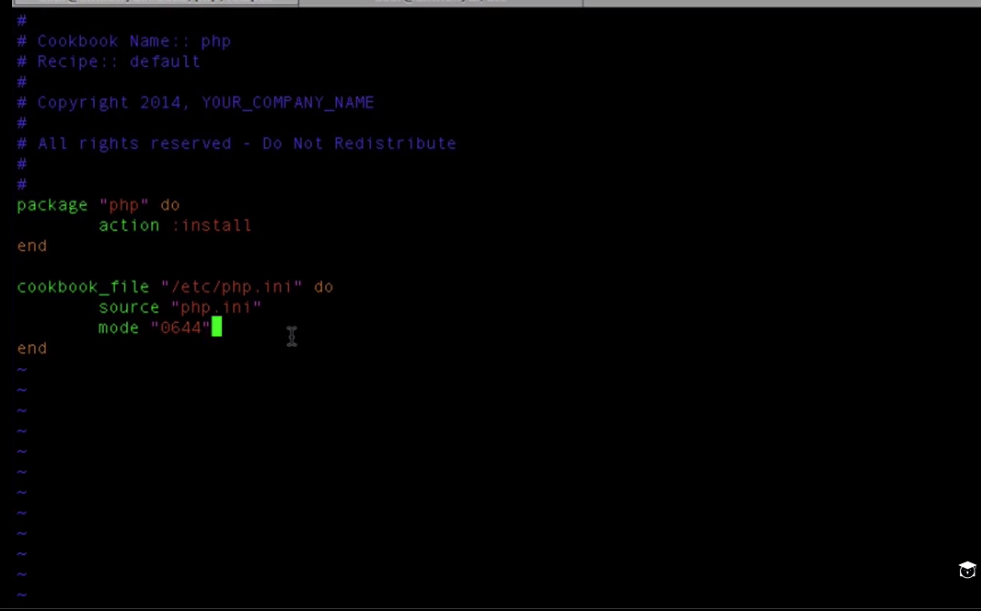 #
# Cookbook Name:: php
# Recipe:: default
#
# Copyright 2014, YOUR_COMPANY_NAME
#
# All rights reserved - Do Not Redistribute
#
#
package "php" do
        action :install
end

cookbook_file "/etc/php.ini" do
        source "php.ini"
        mode "0644"
end
~
~
~
~
~
~
~
~
~
~
~
~